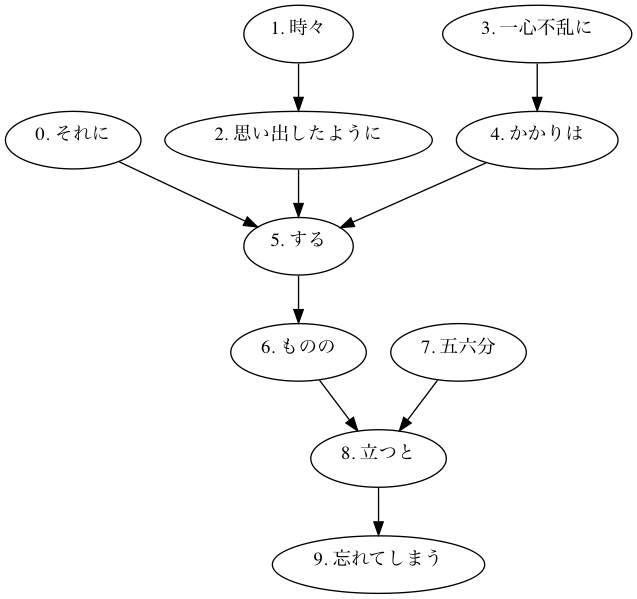 1. 時々
3. 一心不乱に
0. それに
2. 思い出したように
4. かかりは
5. する
6. ものの
7. 五六分
8. 立つと
9. 忘れてしまう